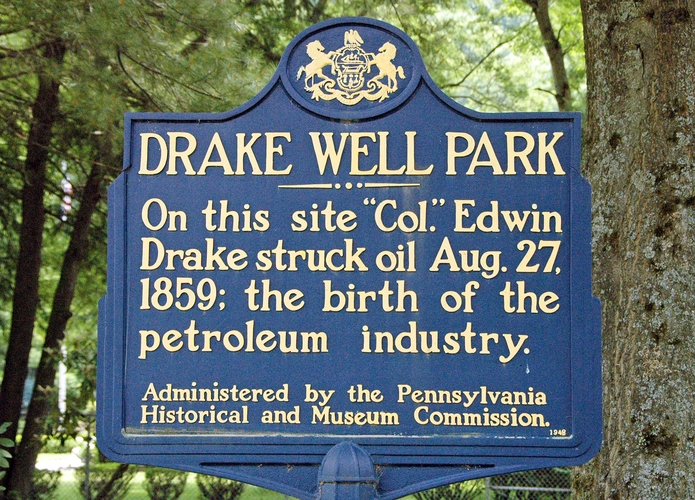 DRAKE WELL PARK
On this site "Col." Edwin
Drake struck oil Aug. 27,
1859; the birth of the
petroleum industry.
Administered by the Pennsylvania
Historical and Museum Commission.
1948